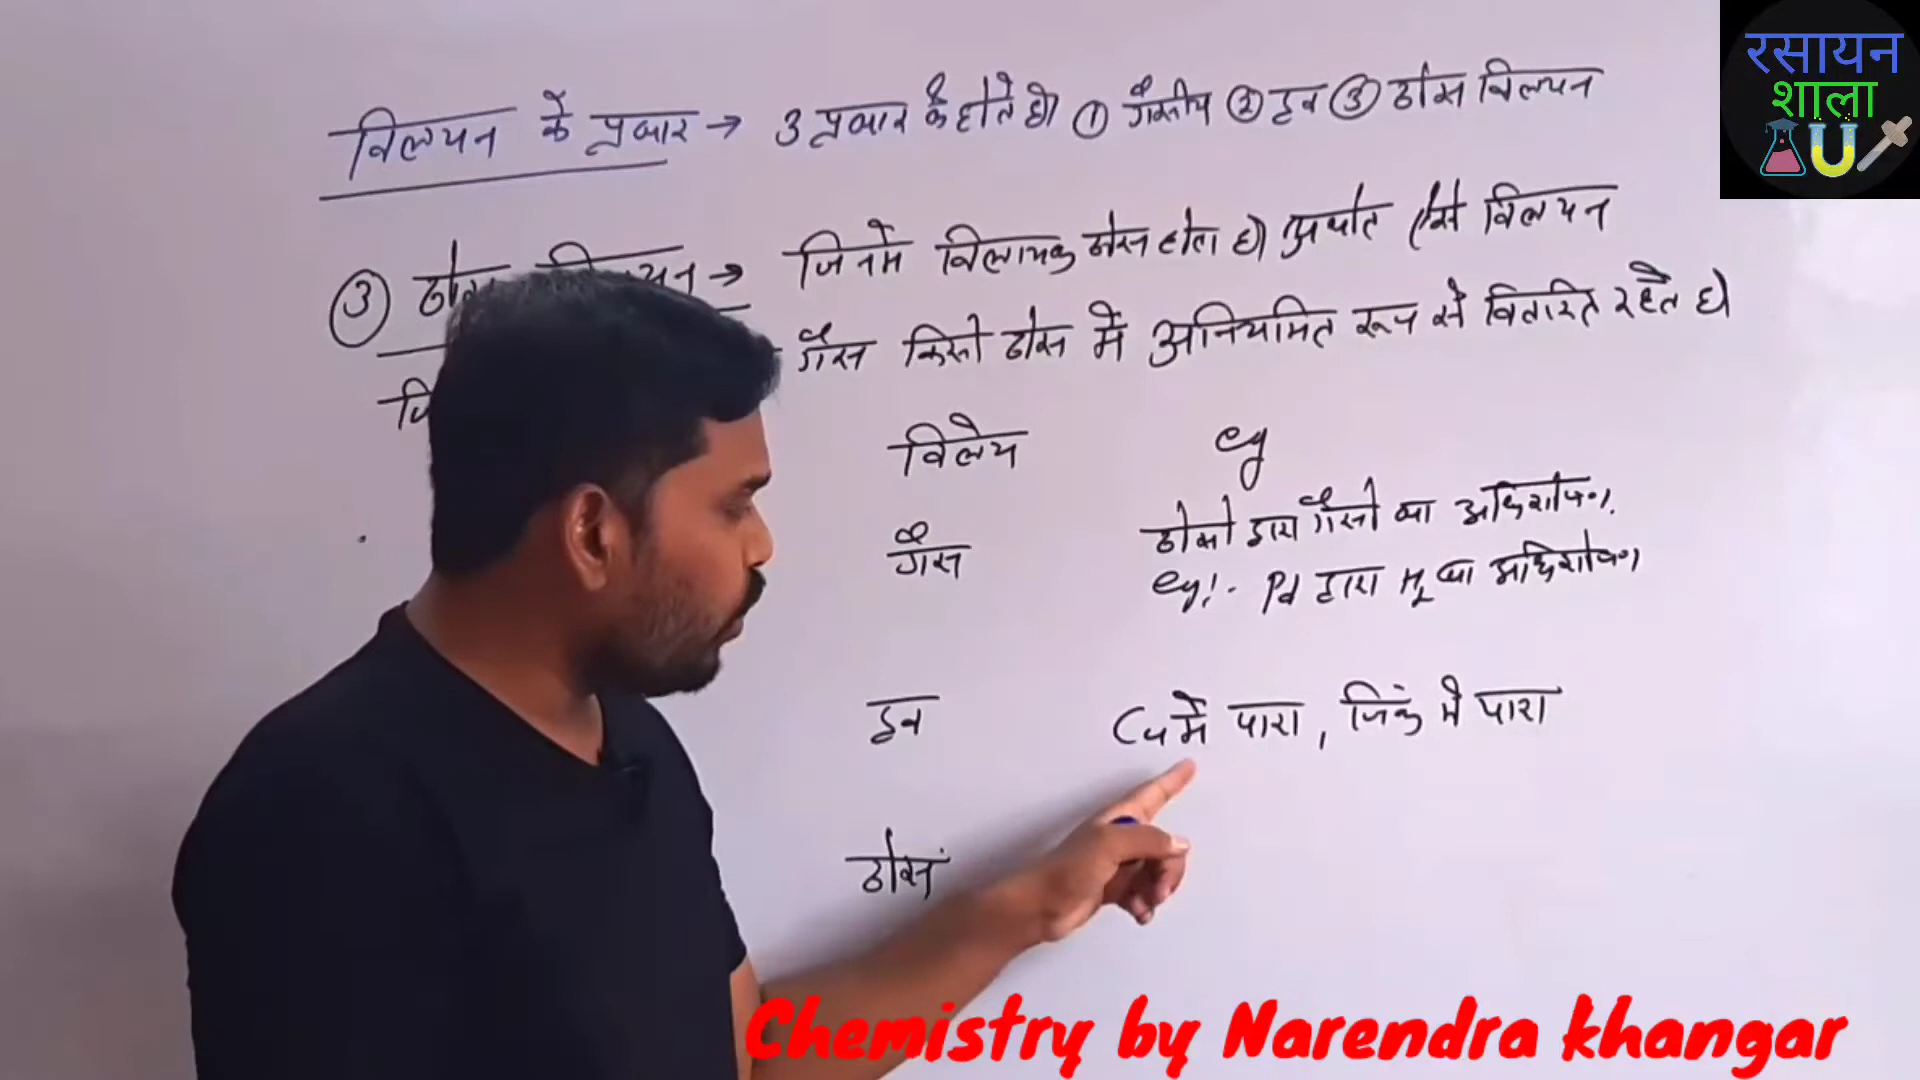 विलयन के प्रकार → 3 प्रकार के होते है। ① गैसीय ② द्रव ③ ठोस विलयन
③ ठोस विलयन → जिनमे विलायक ठोस होता है। अर्थात ऐसे विलयन
गैस किसी ठोस में अनियमित रूप से वितरित रहते है।
विलेय eg
गैस ठोसो द्वारा गैसो का अधिशोषण.
eg:- Pd द्वारा H₂ का अधिशोषण
द्रव Cu मे पारा, जिंक मे पारा
ठोस
रसायन
शाला
Chemistry by Narendra khangar